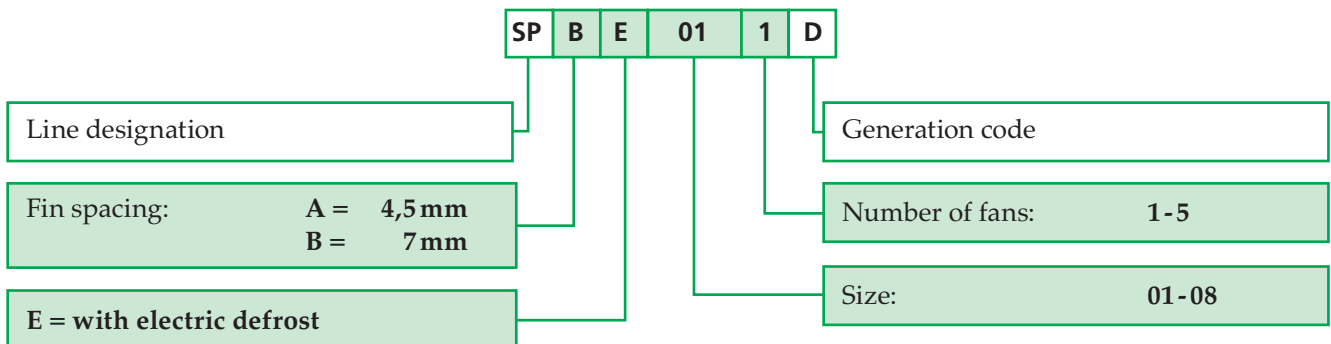 SP B E 01 1 D
Line designation
Generation code
Fin spacing: A = 4,5 mm
B = 7 mm
Number of fans: 1-5
E = with electric defrost
Size: 01-08